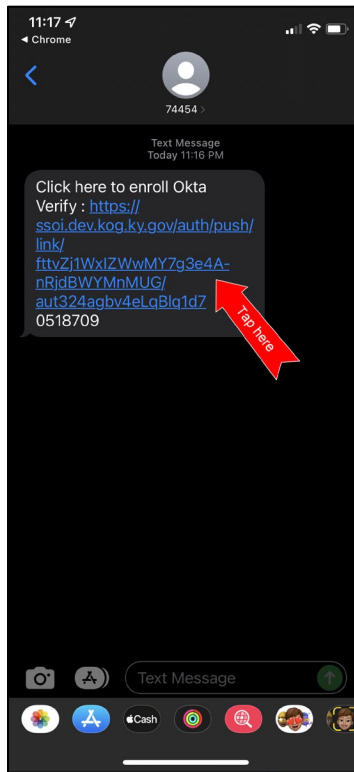 11:17
◄ Chrome
74454 >
Text Message
Today 11:16 PM
Click here to enroll Okta
Verify : https://
ssoi.dev.kog.ky.gov/auth/push/
link/
fttvZj1WxIZWwMY7g3e4A-
nRjdBWYMnMUG/
aut324agbv4eLqBlq1d7
0518709
Tap here
Text Message
Cash